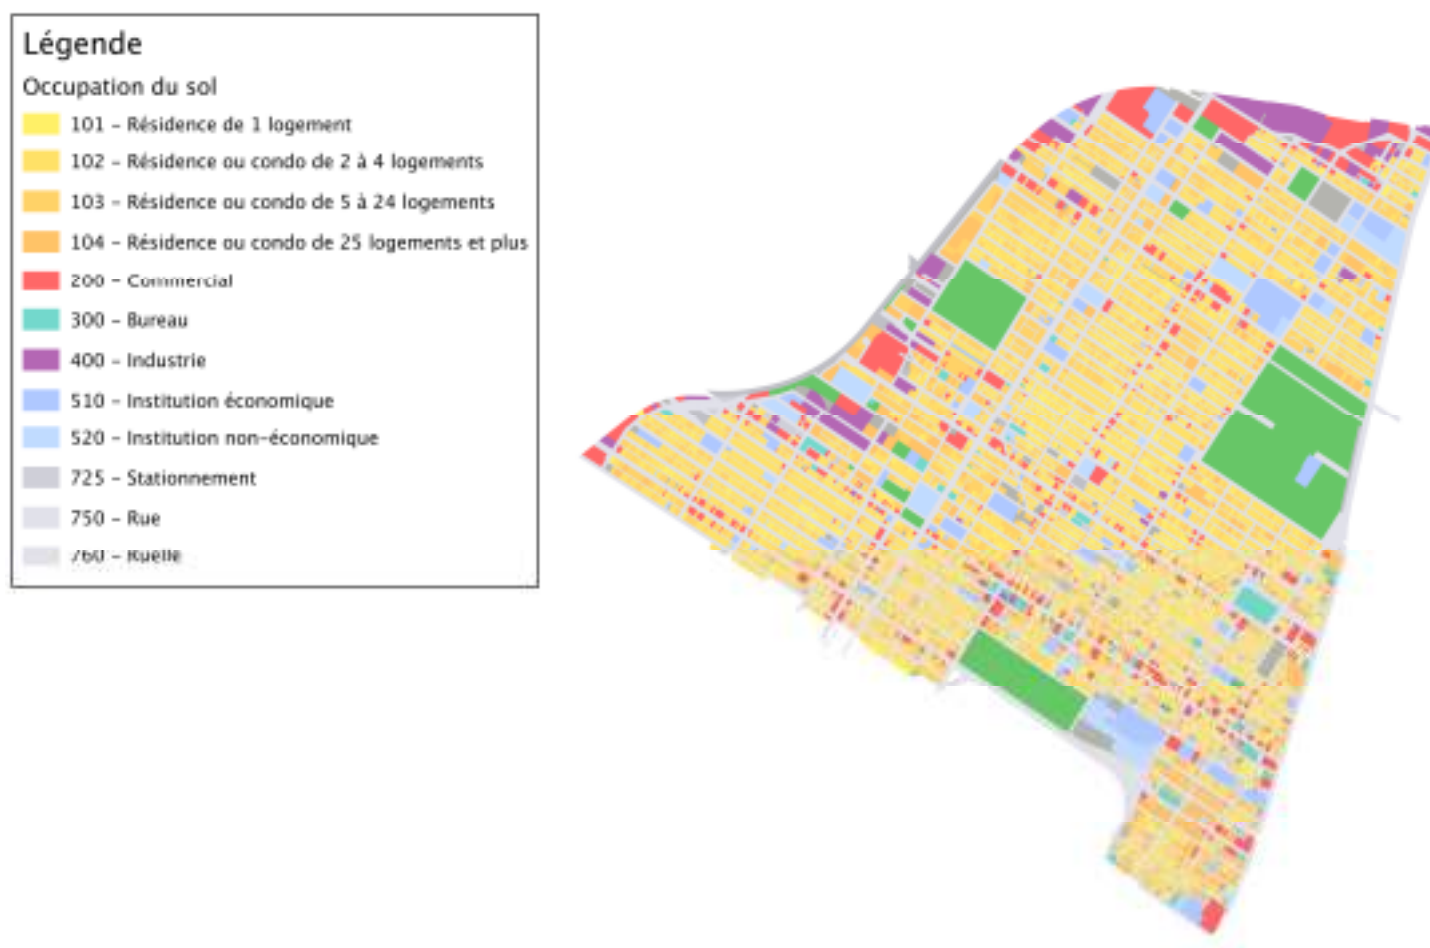 Légende
Occupation du sol
101 – Résidence de 1 logement
102 – Résidence ou condo de 2 à 4 logements
103 – Résidence ou condo de 5 à 24 logements
104 – Résidence ou condo de 25 logements et plus
200 – Commercial
300 – Bureau
400 – Industrie
510 – Institution économique
520 – Institution non-économique
725 – Stationnement
750 – Rue
760 – Ruelle